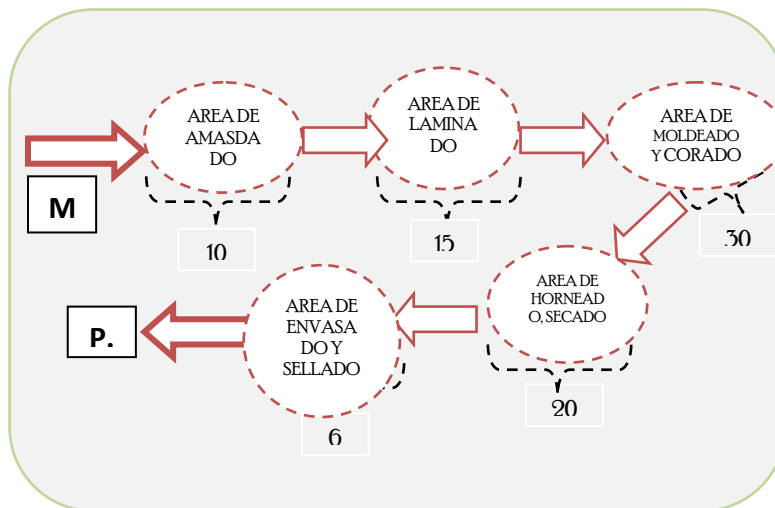 AREA DE
AMASDA
DO
AREA DE
LAMINA
DO
AREA DE
MOLDEADO
Y CORADO
M
10
15
30
AREA DE
HORNEAD
O, SECADO
AREA DE
ENVASA
DO Y
SELLADO
P.
20
6